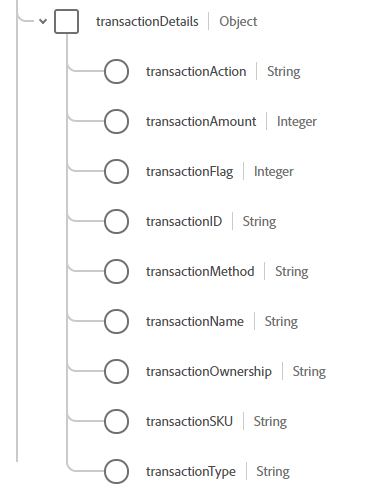 transactionDetails | Object
transactionAction | String
transactionAmount | Integer
transactionFlag | Integer
transactionID | String
transactionMethod | String
transactionName | String
transactionOwnership | String
transactionSKU | String
transactionType | String